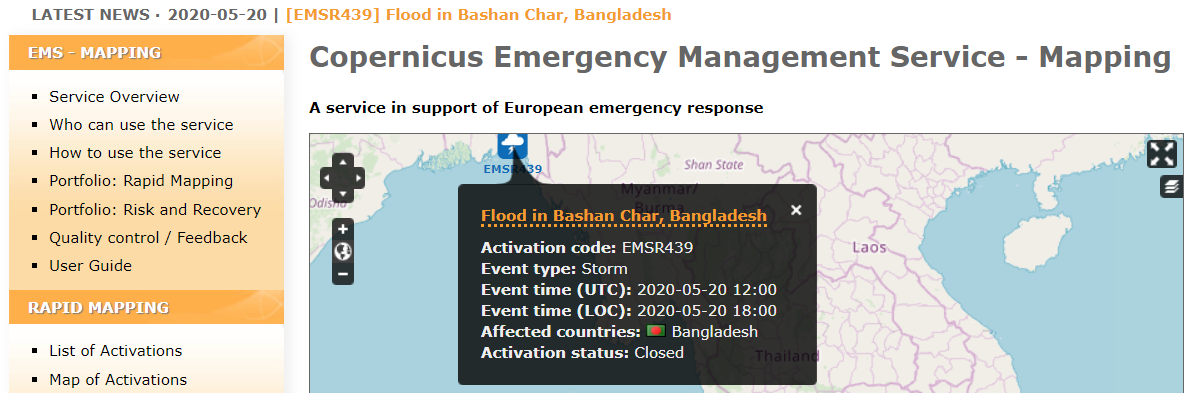 LATEST NEWS · 2020-05-20 | [EMSR439] Flood in Bashan Char, Bangladesh
EMS - MAPPING
Service Overview
Who can use the service
How to use the service
Portfolio: Rapid Mapping
Portfolio: Risk and Recovery
Quality control / Feedback
User Guide
RAPID MAPPING
List of Activations
Map of Activations
Copernicus Emergency Management Service - Mapping
A service in support of European emergency response
EMSR439
Shan State
Odisha
Myanmar/
Burma
Laos
Thailand
Flood in Bashan Char, Bangladesh
Activation code: EMSR439
Event type: Storm
Event time (UTC): 2020-05-20 12:00
Event time (LOC): 2020-05-20 18:00
Affected countries: Bangladesh
Activation status: Closed